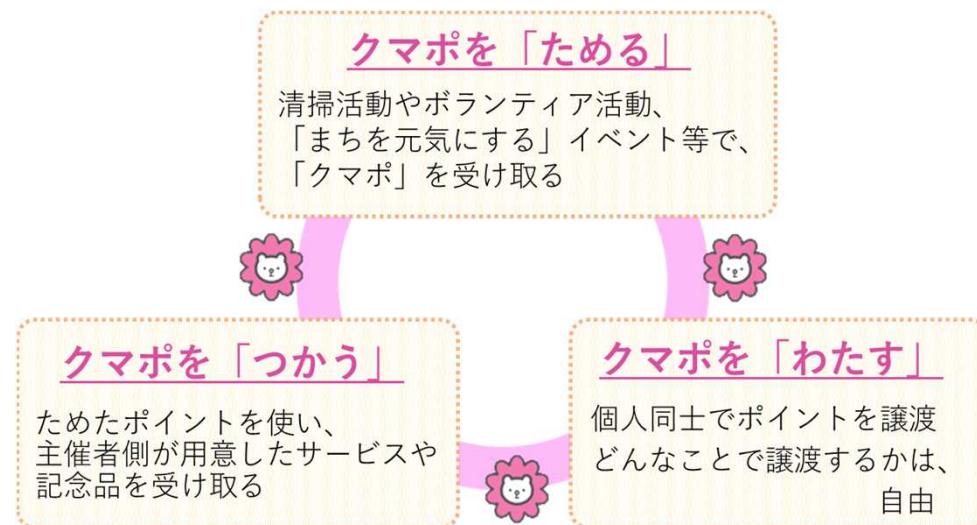 クマポを「ためる」
清掃活動やボランティア活動、
「まちを元気にする」イベント等で、
「クマポ」を受け取る
クマポを「つかう」
ためたポイントを使い、
主催者側が用意したサービスや
記念品を受け取る
クマポを「わたす」
個人同士でポイントを譲渡
どんなことで譲渡するかは、
自由